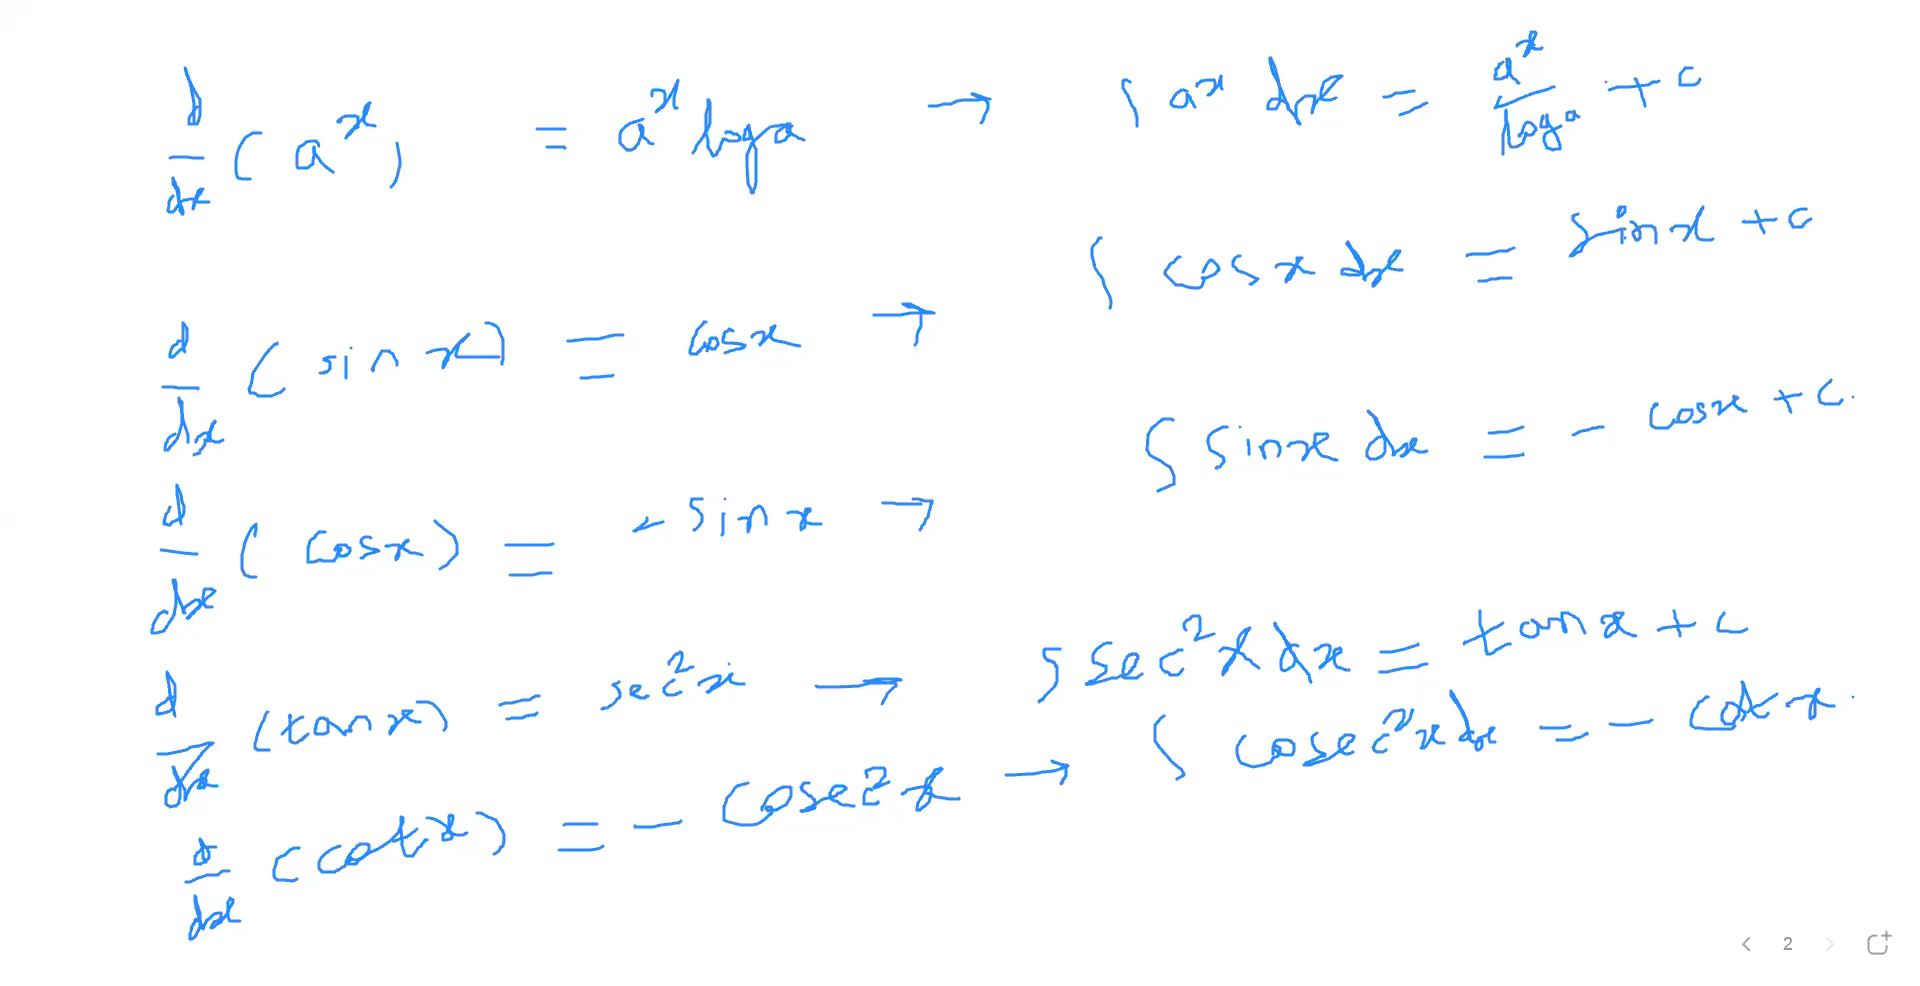 d/dx (a^x) = a^x log a → ∫ a^x dx = a^x/log a + c
d/dx (sin x) = cos x → ∫ cos x dx = sin x + c
d/dx (cos x) = - sin x → ∫ sin x dx = - cos x + c.
d/dx (tan x) = sec²x → ∫ sec²x dx = tan x + c
d/dx (cot x) = - cosec²x → ∫ cosec²x dx = - cot x.
2